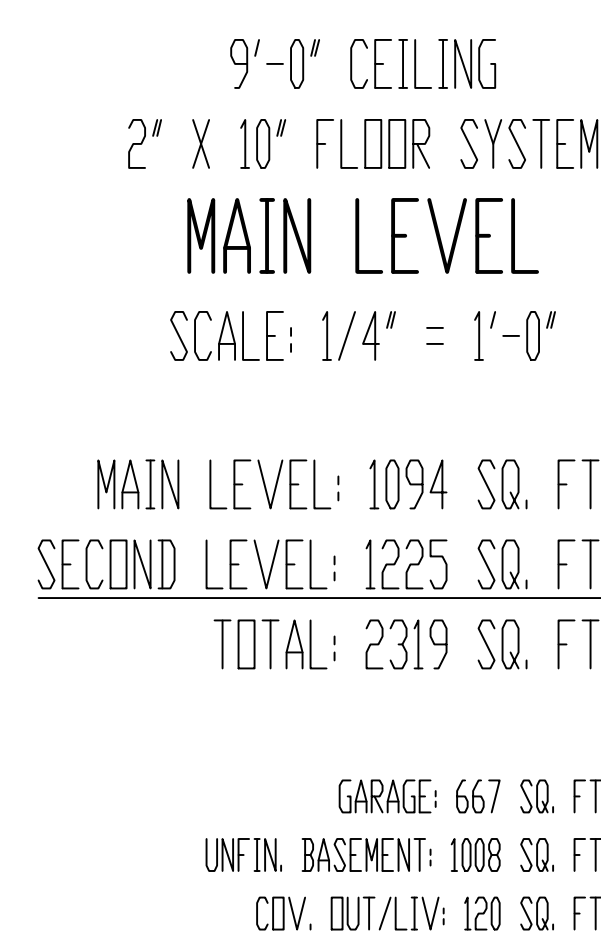 9'-0" CEILING
2" X 10" FLOOR SYSTEM
MAIN LEVEL
SCALE: 1/4" = 1'-0"
MAIN LEVEL: 1094 SQ. FT
SECOND LEVEL: 1225 SQ. FT
TOTAL: 2319 SQ. FT
GARAGE: 667 SQ. FT
UNFIN. BASEMENT: 1008 SQ. FT
COV. OUT/LIV: 120 SQ. FT